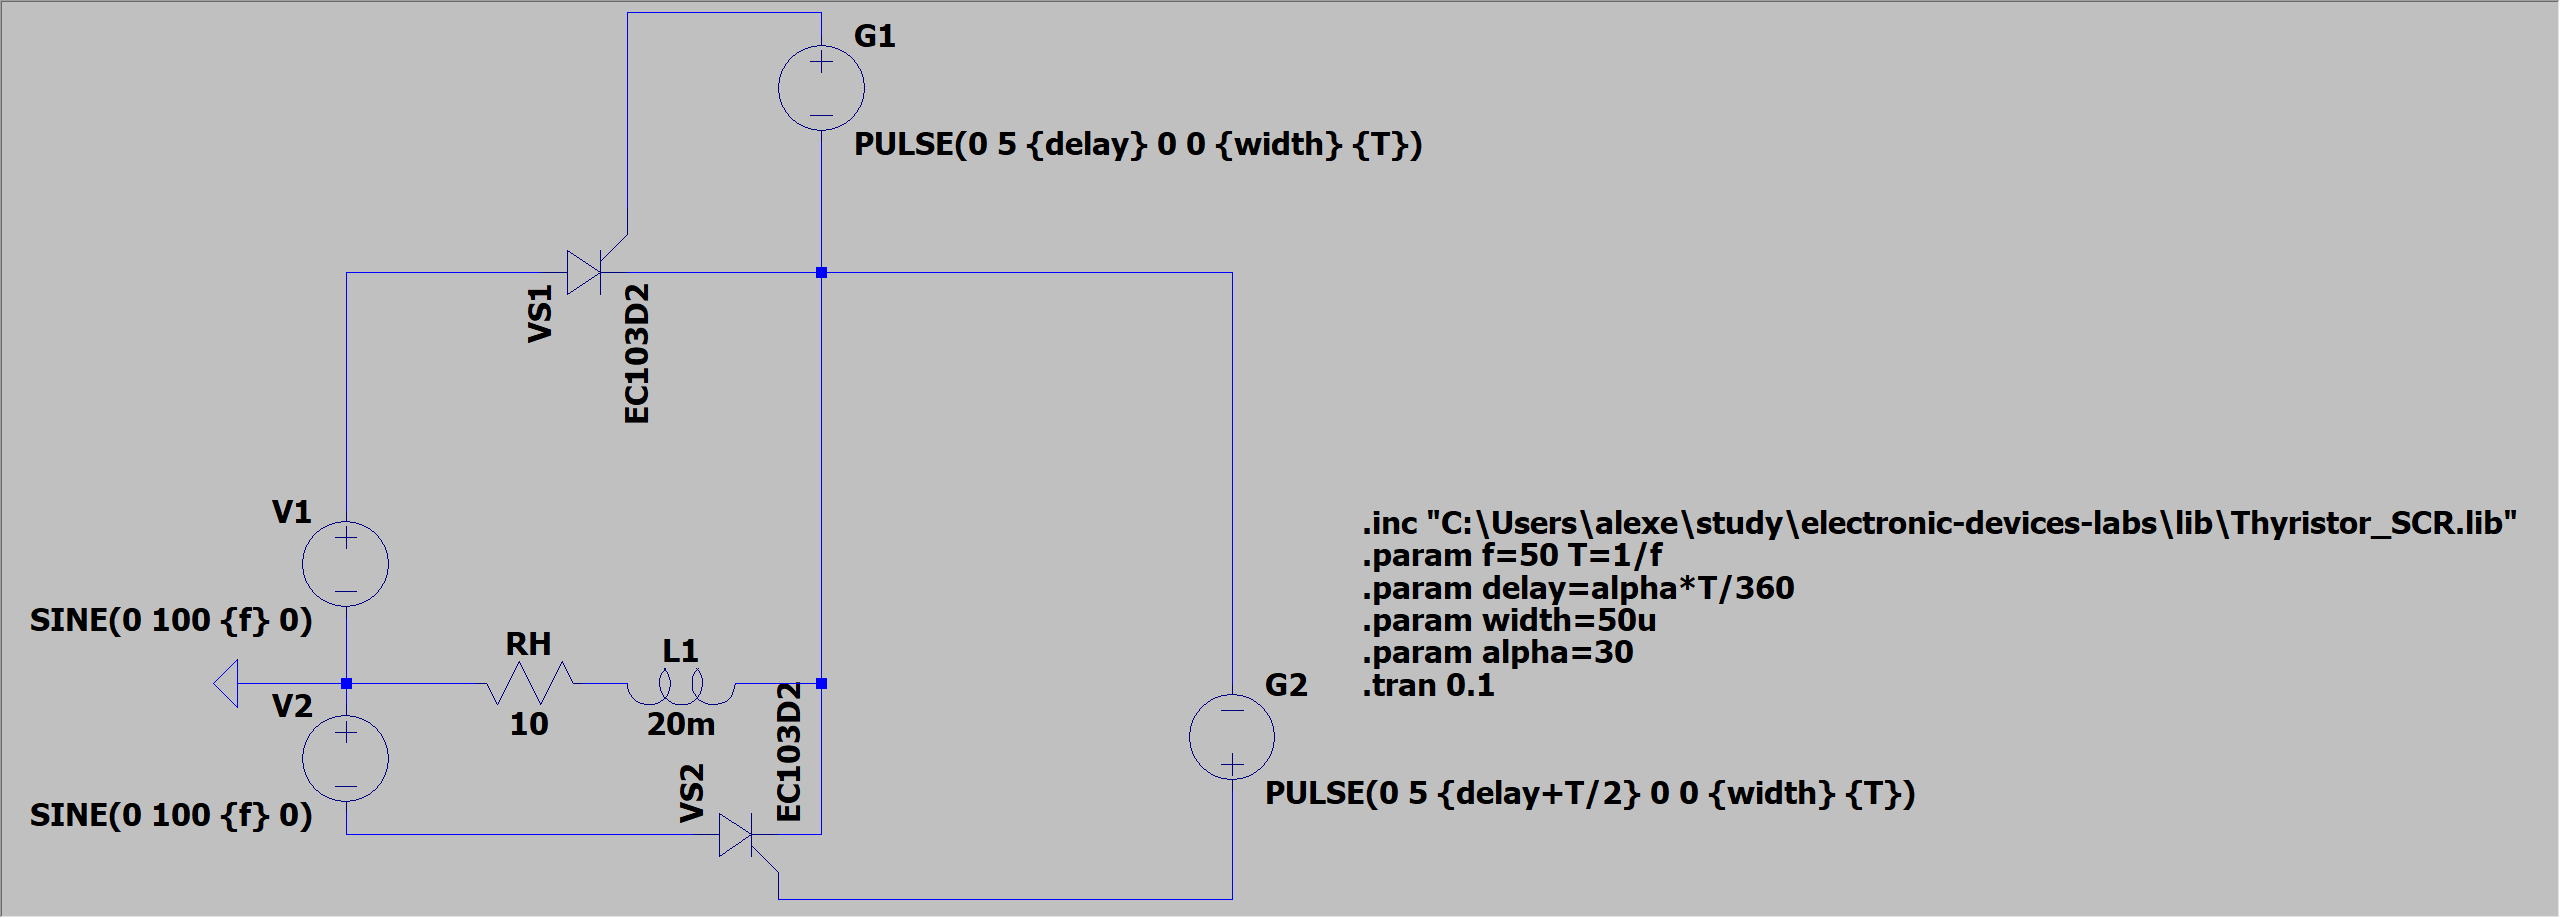 G1
PULSE(0 5 {delay} 0 0 {width} {T})
VS1
EC103D2
V1
SINE(0 100 {f} 0)
RH
10
L1
20m
V2
SINE(0 100 {f} 0)
VS2
EC103D2
G2
PULSE(0 5 {delay+T/2} 0 0 {width} {T})
.inc "C:\Users\alexe\study\electronic-devices-labs\lib\Thyristor_SCR.lib"
.param f=50 T=1/f
.param delay=alpha*T/360
.param width=50u
.param alpha=30
.tran 0.1